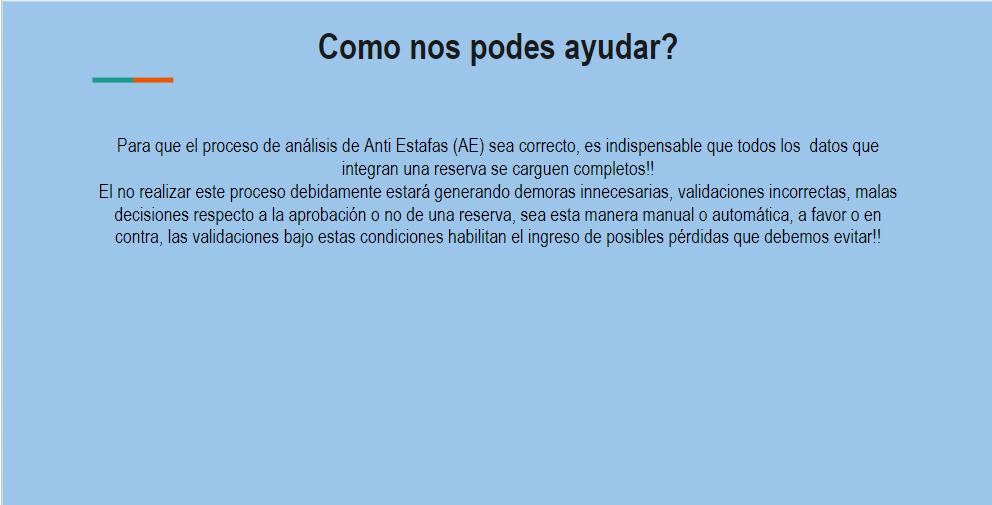 Como nos podes ayudar?
Para que el proceso de análisis de Anti Estafas (AE) sea correcto, es indispensable que todos los  datos que
integran una reserva se carguen completos!!
El no realizar este proceso debidamente estará generando demoras innecesarias, validaciones incorrectas, malas
decisiones respecto a la aprobación o no de una reserva, sea esta manera manual o automática, a favor o en
contra, las validaciones bajo estas condiciones habilitan el ingreso de posibles pérdidas que debemos evitar!!